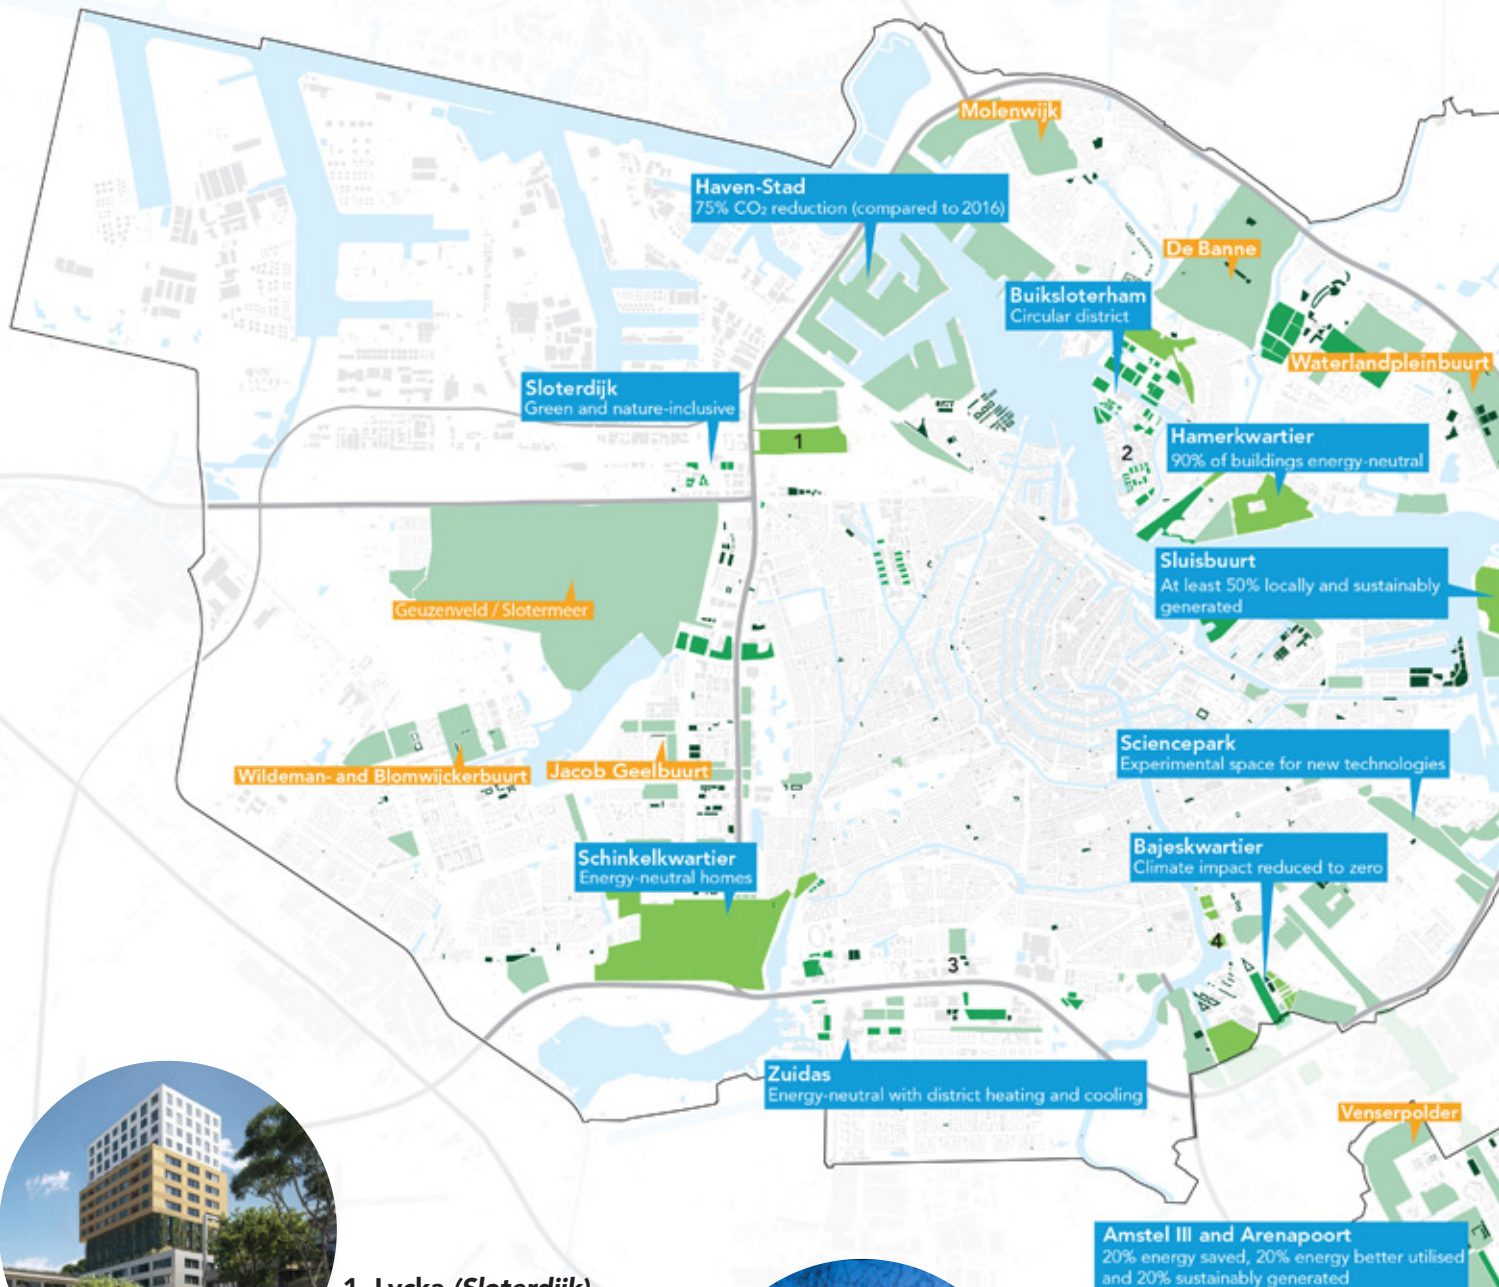 Molenwijk
Haven-Stad
75% CO₂ reduction (compared to 2016)
De Banne
Buiksloterham
Circular district
Waterlandpleinbuurt
Sloterdijk
Green and nature-inclusive
1
2
Hamerkwartier
90% of buildings energy-neutral
Sluisbuurt
At least 50% locally and sustainably
generated
Geuzenveld / Slotermeer
Sciencepark
Experimental space for new technologies
Wildeman- and Blomwijckerbuurt
Jacob Geelbuurt
Bajeskwartier
Climate impact reduced to zero
Schinkelkwartier
Energy-neutral homes
4
3
Zuidas
Energy-neutral with district heating and cooling
Venserpolder
Amstel III and Arenapoort
20% energy saved, 20% energy better utilised
and 20% sustainably generated
1. Lycka (Sloterdijk)